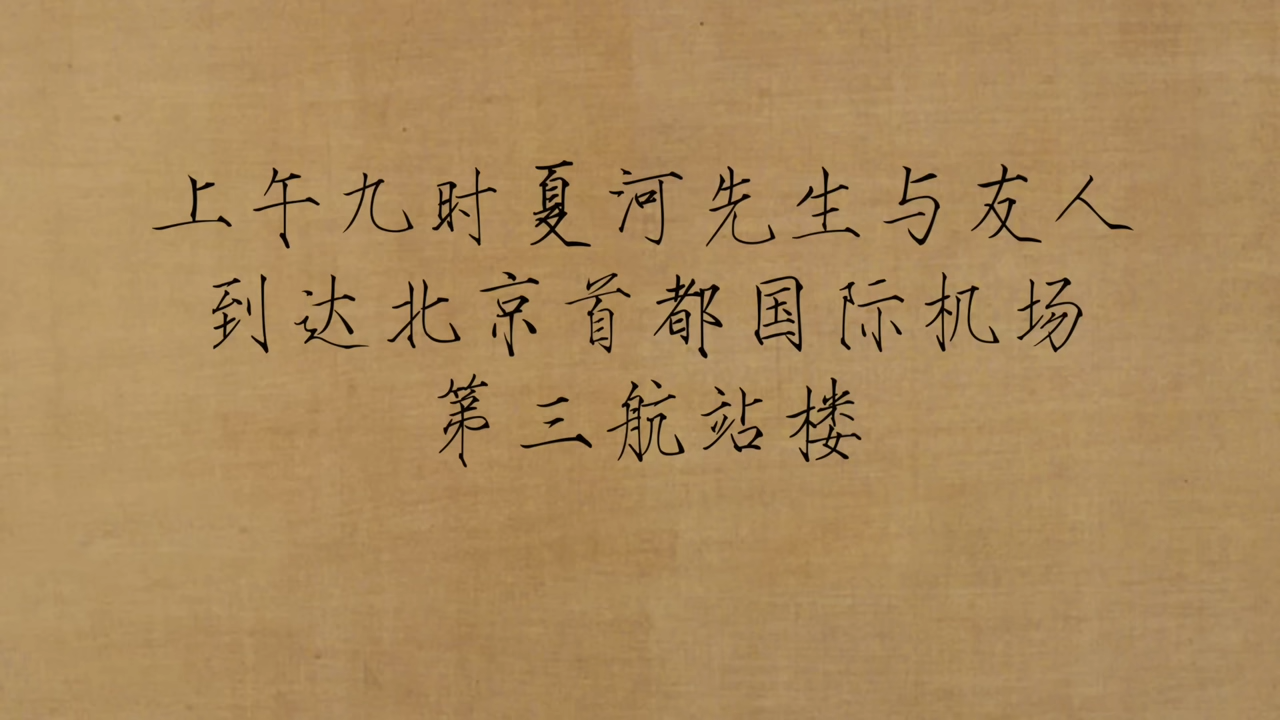 上午九时夏河先生与友人
到达北京首都国际机场
第三航站楼